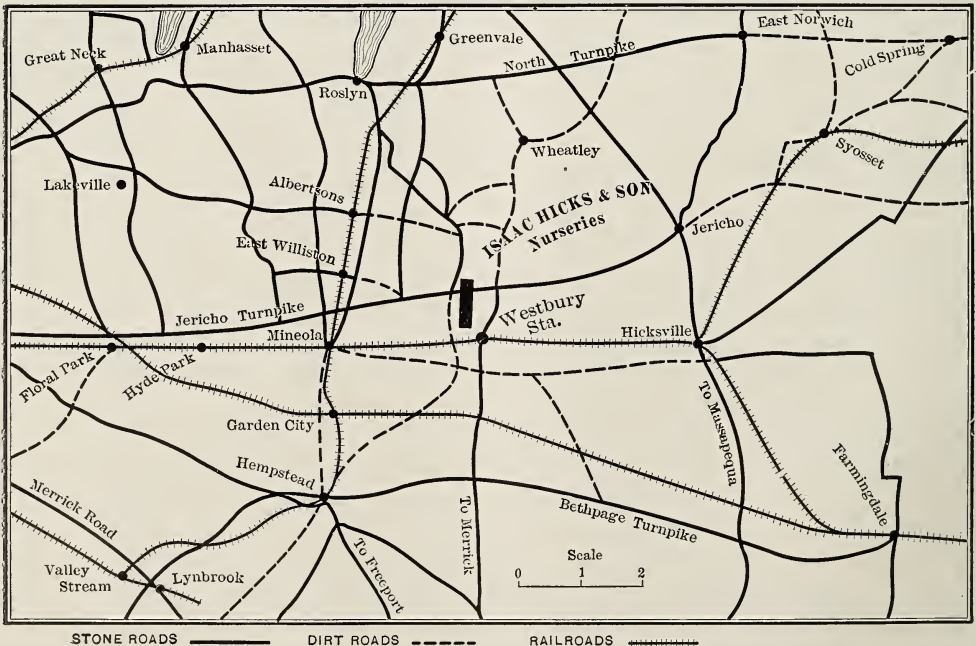 East Norwich
Greenvale
Manhasset
Great Neck
North Turnpike
Cold Spring
Roslyn
Wheatley
Syosset
Lakeville
Albertsons
ISAAC HICKS & SON
Nurseries
Jericho
East Williston
Jericho Turnpike
Westbury
Sta.
Mineola
Hicksville
Floral Park
Hyde Park
Garden City
To Massapequa
Hempstead
Farmingdale
Merrick Road
To Merrick
Bethpage Turnpike
To Freeport
Scale
0 1 2
Valley
Stream
Lynbrook
STONE ROADS DIRT ROADS RAILROADS